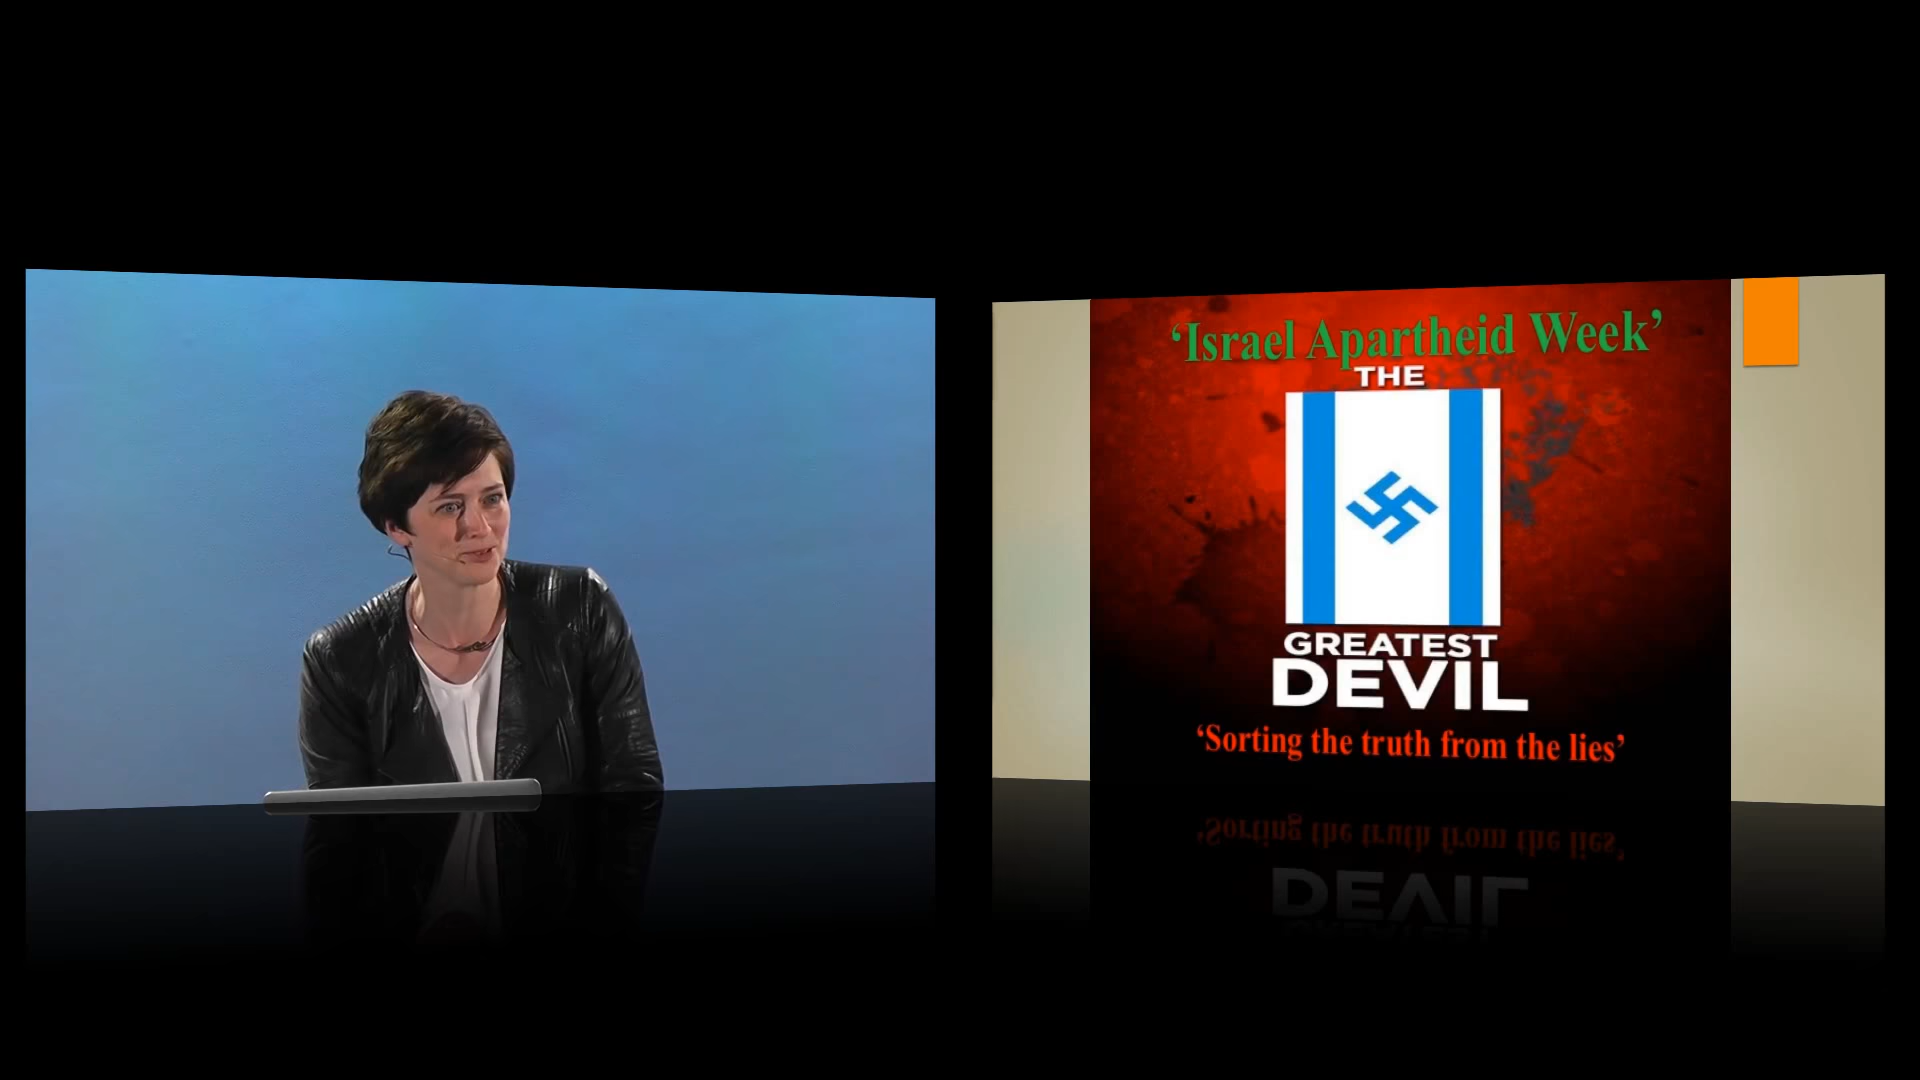 ‘Israel Apartheid Week’
THE
GREATEST
DEVIL
‘Sorting the truth from the lies’